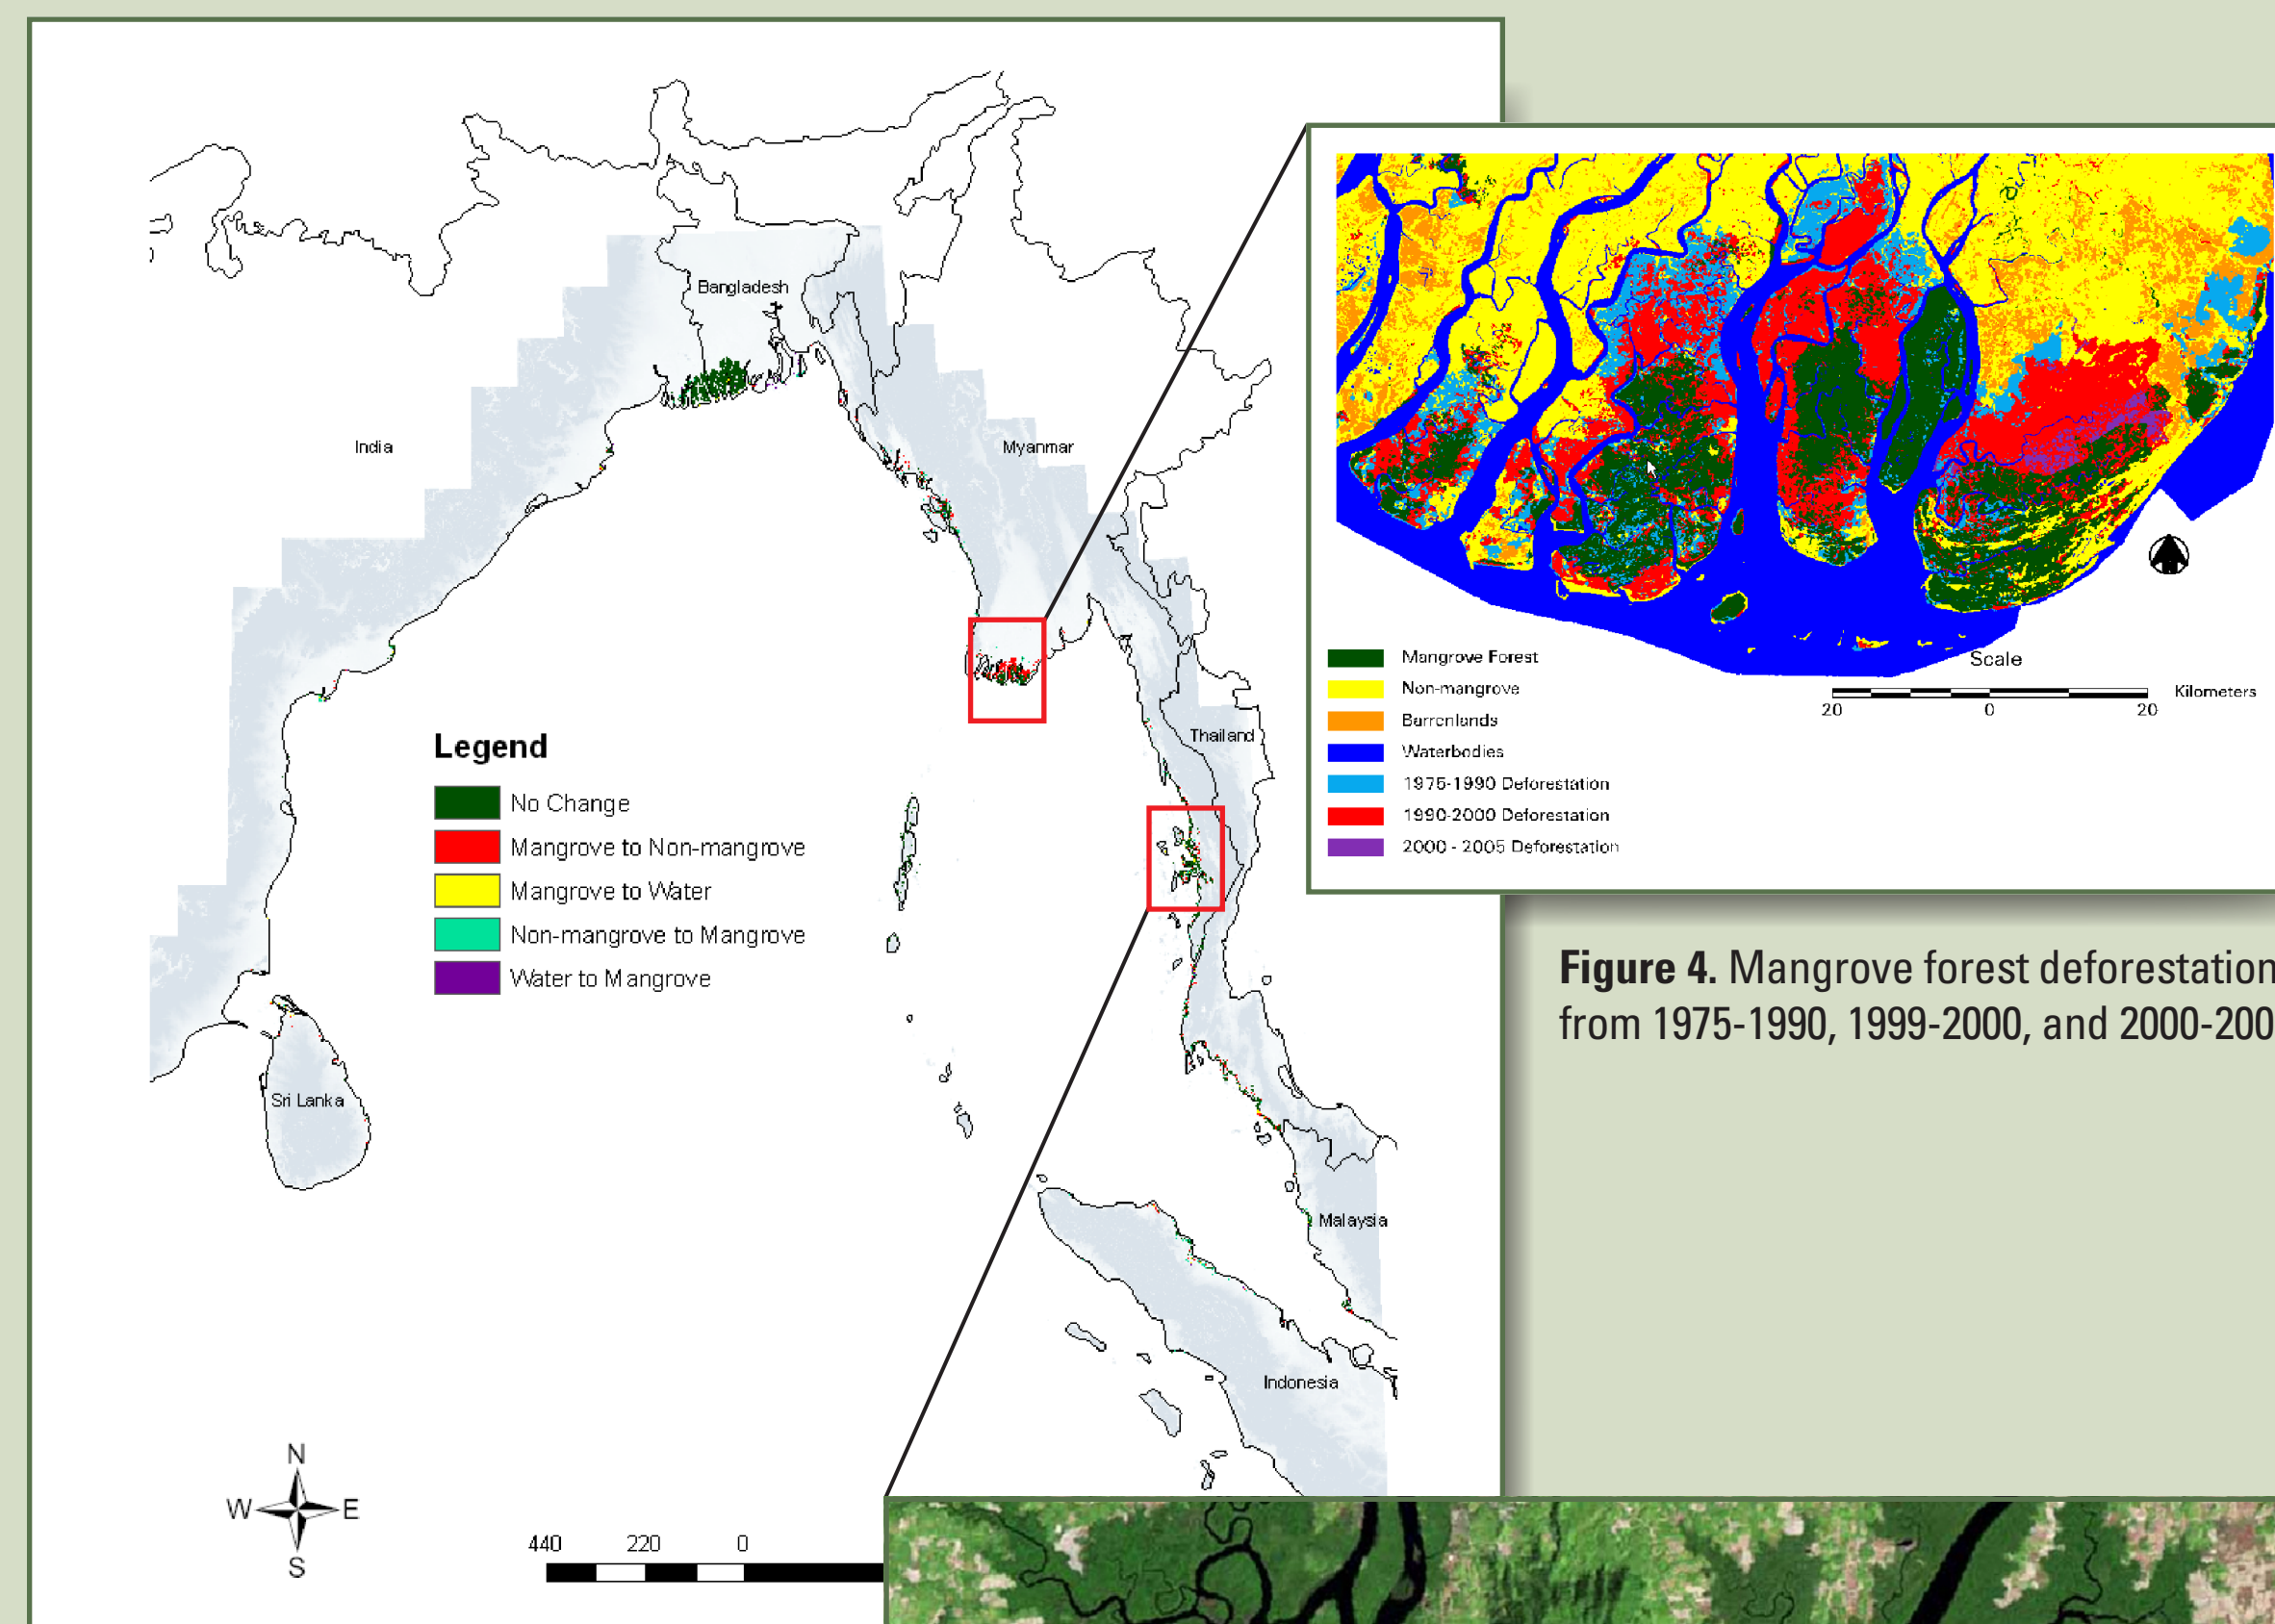 Bangladesh
India
Myanmar
Thailand
Legend
No Change
Mangrove to Non-mangrove
Mangrove to Water
Non-mangrove to Mangrove
Water to Mangrove
Sri Lanka
Malaysia
Indonesia
N
W E
S
440 220 0
Mangrove Forest
Non-mangrove
Barrenlands
Waterbodies
1975-1990 Deforestation
1990-2000 Deforestation
2000 - 2005 Deforestation
Scale
Kilometers
20 0 20
Figure 4. Mangrove forest deforestation
from 1975-1990, 1999-2000, and 2000-200